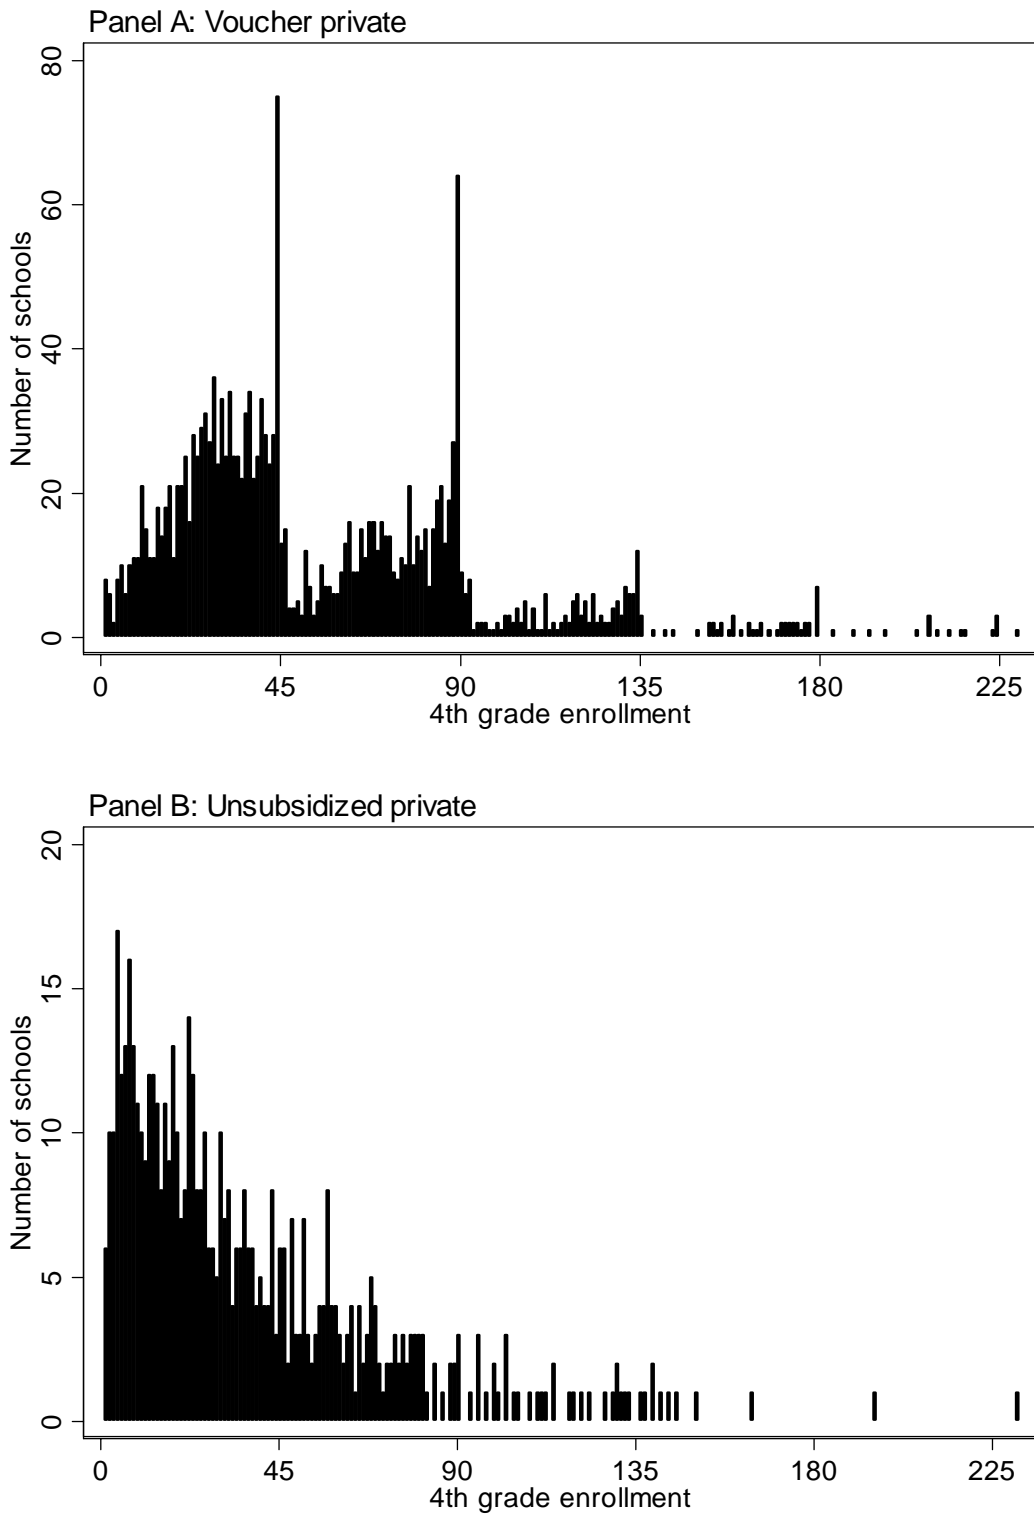 Panel A: Voucher private
80
60
40
20
0
Number of schools
0 45 90 135 180 225
4th grade enrollment
Panel B: Unsubsidized private
20
15
10
5
0
Number of schools
0 45 90 135 180 225
4th grade enrollment